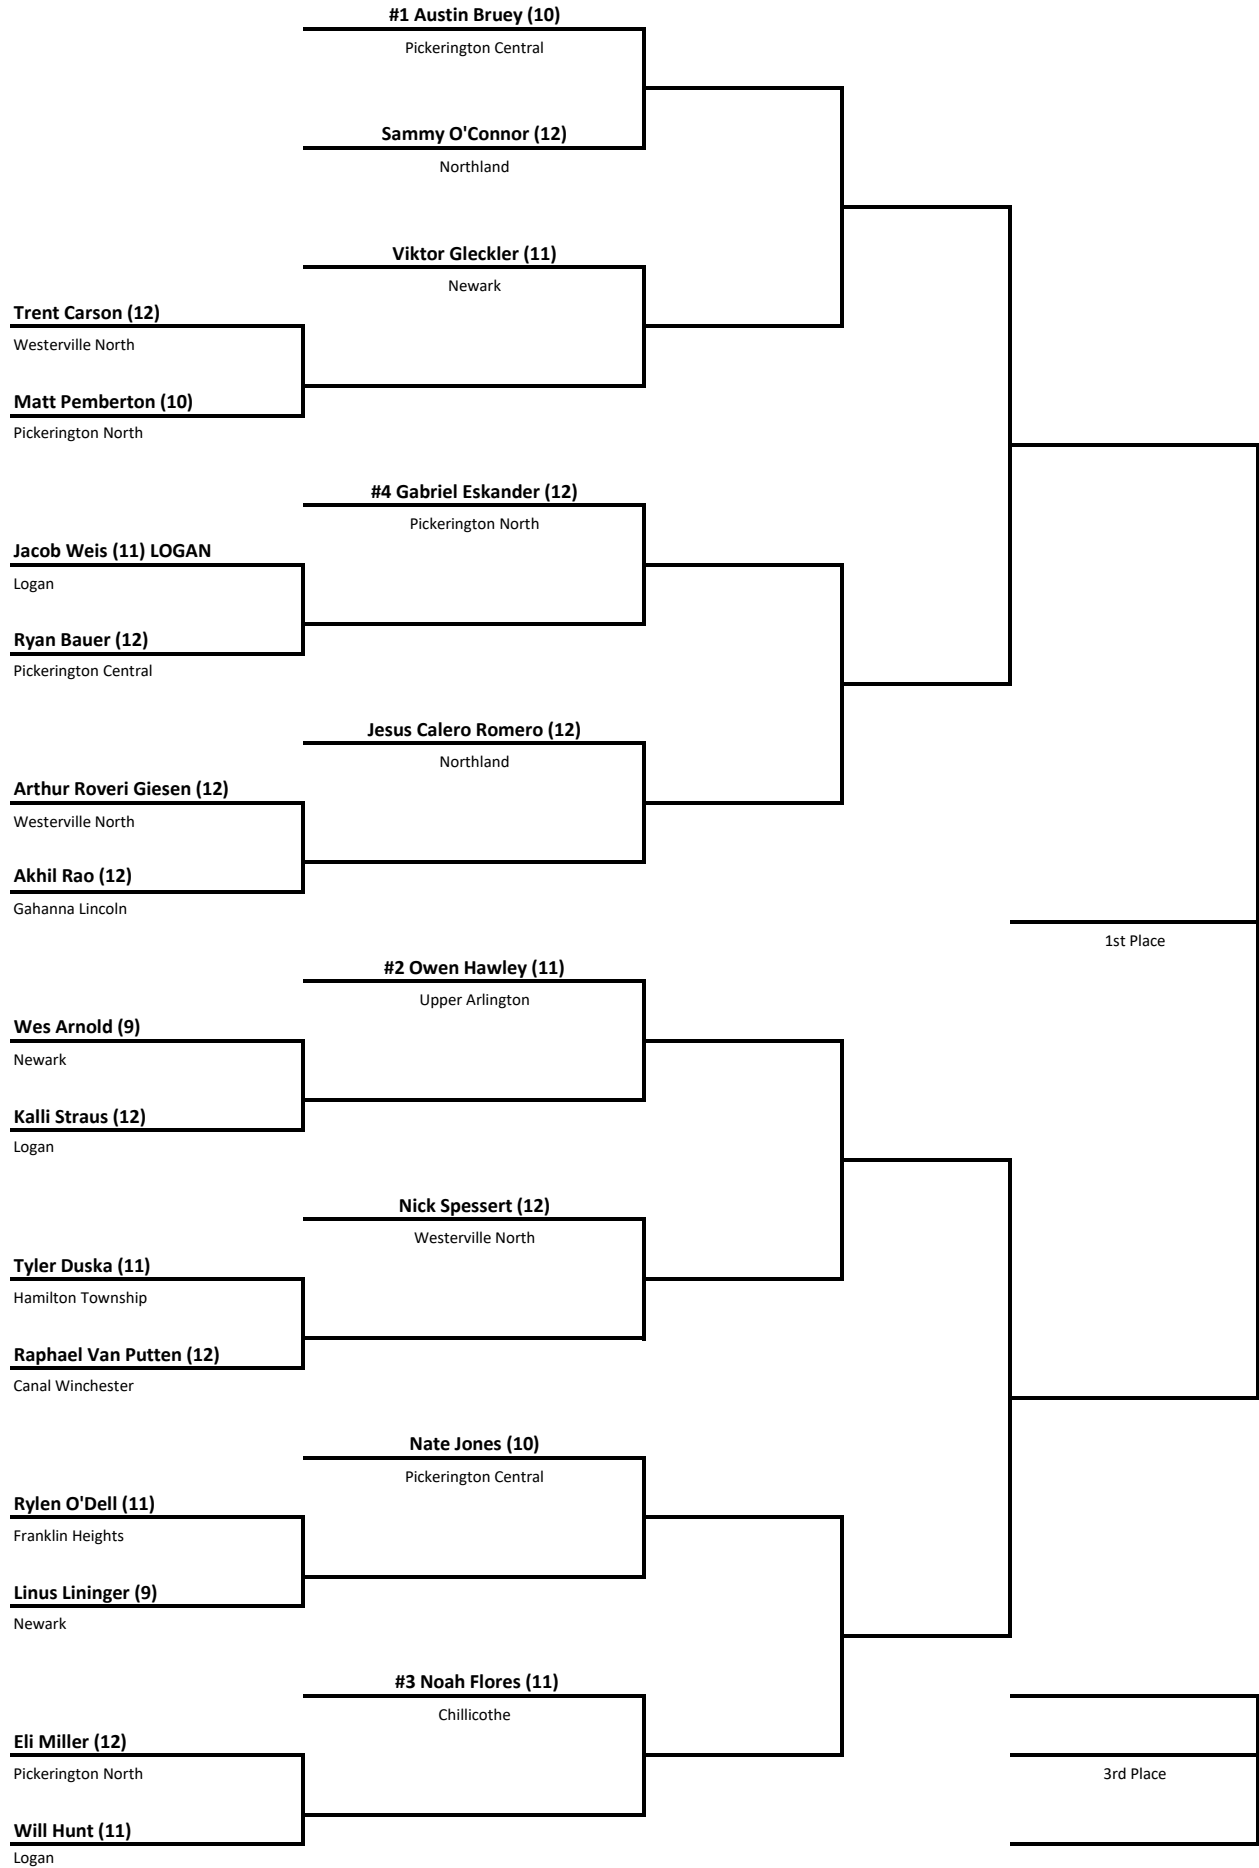 #1 Austin Bruey (10)
Pickerington Central
Sammy O'Connor (12)
Northland
Viktor Gleckler (11)
Newark
Trent Carson (12)
Westerville North
Matt Pemberton (10)
Pickerington North
#4 Gabriel Eskander (12)
Pickerington North
Jacob Weis (11) LOGAN
Logan
Ryan Bauer (12)
Pickerington Central
Jesus Calero Romero (12)
Northland
Arthur Roveri Giesen (12)
Westerville North
Akhil Rao (12)
Gahanna Lincoln
1st Place
#2 Owen Hawley (11)
Upper Arlington
Wes Arnold (9)
Newark
Kalli Straus (12)
Logan
Nick Spessert (12)
Westerville North
Tyler Duska (11)
Hamilton Township
Raphael Van Putten (12)
Canal Winchester
Nate Jones (10)
Pickerington Central
Rylen O'Dell (11)
Franklin Heights
Linus Lininger (9)
Newark
#3 Noah Flores (11)
Chillicothe
Eli Miller (12)
Pickerington North
3rd Place
Will Hunt (11)
Logan